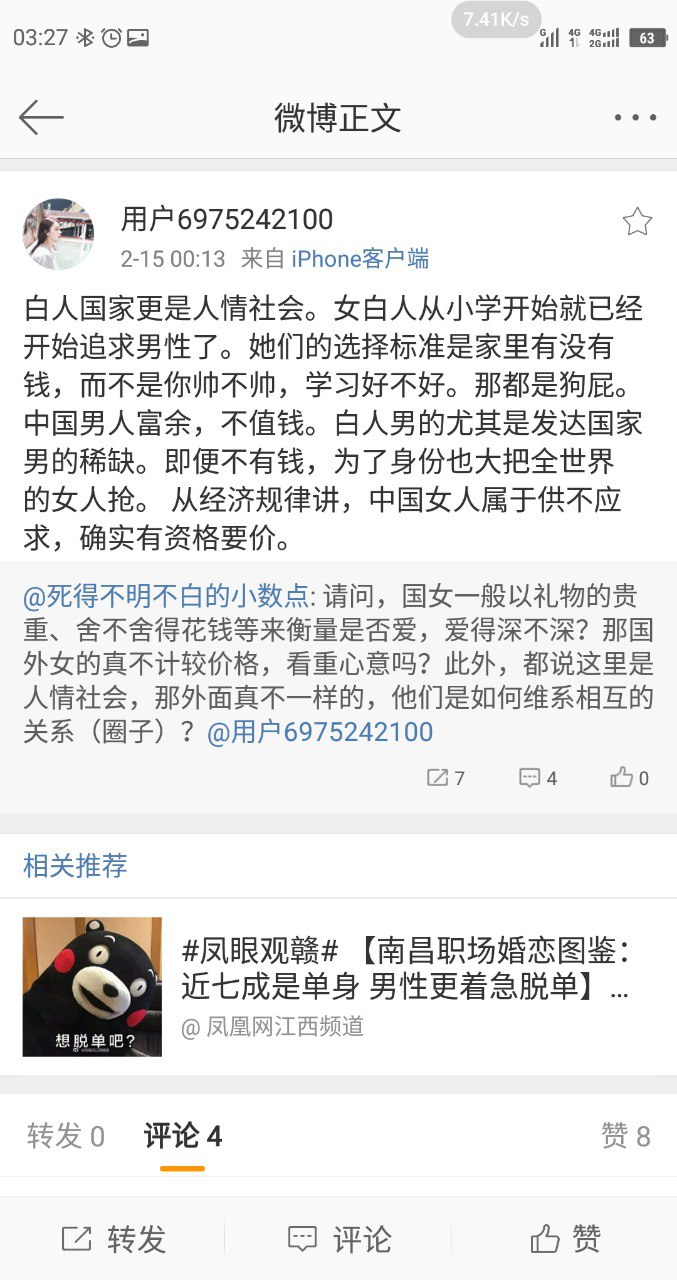 03:27
7.41K/s
G 4G 4G 2G 63
微博正文
用户6975242100
2-15 00:13 来自 iPhone客户端
白人国家更是人情社会。女白人从小学开始就已经
开始追求男性了。她们的选择标准是家里有没有
钱，而不是你帅不帅，学习好不好。那都是狗屁。
中国男人富余，不值钱。白人男的尤其是发达国家
男的稀缺。即便不有钱，为了身份也大把全世界
的女人抢。 从经济规律讲，中国女人属于供不应
求，确实有资格要价。
@死得不明不白的小数点: 请问，国女一般以礼物的贵
重、舍不舍得花钱等来衡量是否爱，爱得深不深？那国
外女的真不计较价格，看重心意吗？此外，都说这里是
人情社会，那外面真不一样的，他们是如何维系相互的
关系（圈子）？@用户6975242100
7 4 0
相关推荐
#凤眼观赣# 【南昌职场婚恋图鉴：
近七成是单身 男性更着急脱单】...
@ 凤凰网江西频道
想脱单吧?
转发 0 评论 4 赞 8
转发 评论 赞